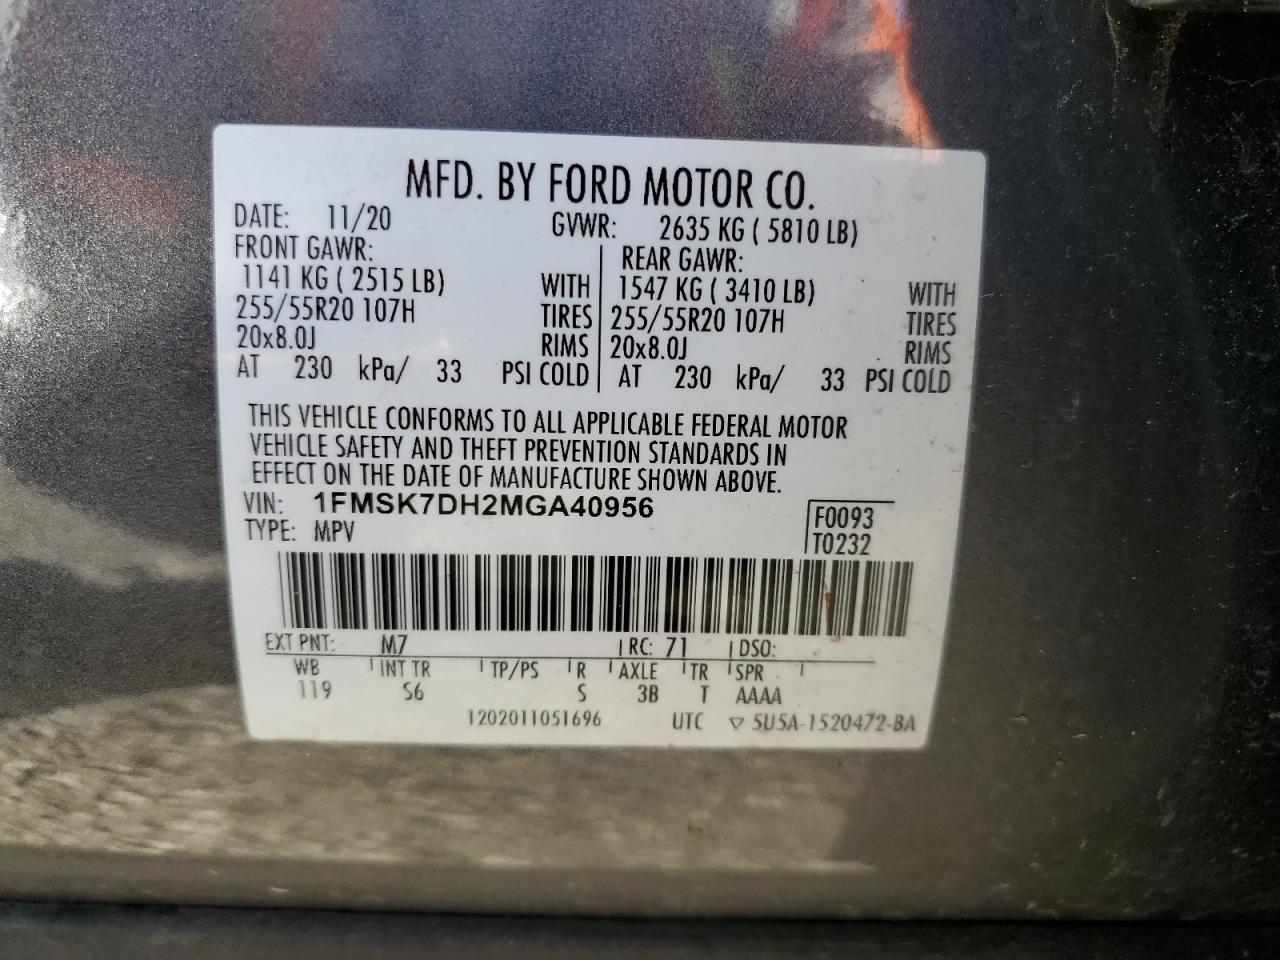 MFD. BY FORD MOTOR CO.
DATE: 11/20 GVWR: 2635 KG ( 5810 LB)
FRONT GAWR: REAR GAWR:
1141 KG ( 2515 LB) WITH 1547 KG ( 3410 LB) WITH
255/55R20 107H TIRES 255/55R20 107H TIRES
20x8.0J RIMS 20x8.0J RIMS
AT 230 kPa/ 33 PSI COLD AT 230 kPa/ 33 PSI COLD
THIS VEHICLE CONFORMS TO ALL APPLICABLE FEDERAL MOTOR
VEHICLE SAFETY AND THEFT PREVENTION STANDARDS IN
EFFECT ON THE DATE OF MANUFACTURE SHOWN ABOVE.
VIN: 1FMSK7DH2MGA40956 F0093
TYPE: MPV T0232
EXT PNT: M7 RC: 71 DSO:
WB INT TR TP/PS R AXLE TR SPR
119 S6 S 3B T AAAA
1202011051696 UTC ▽ 5U5A-1520472-BA